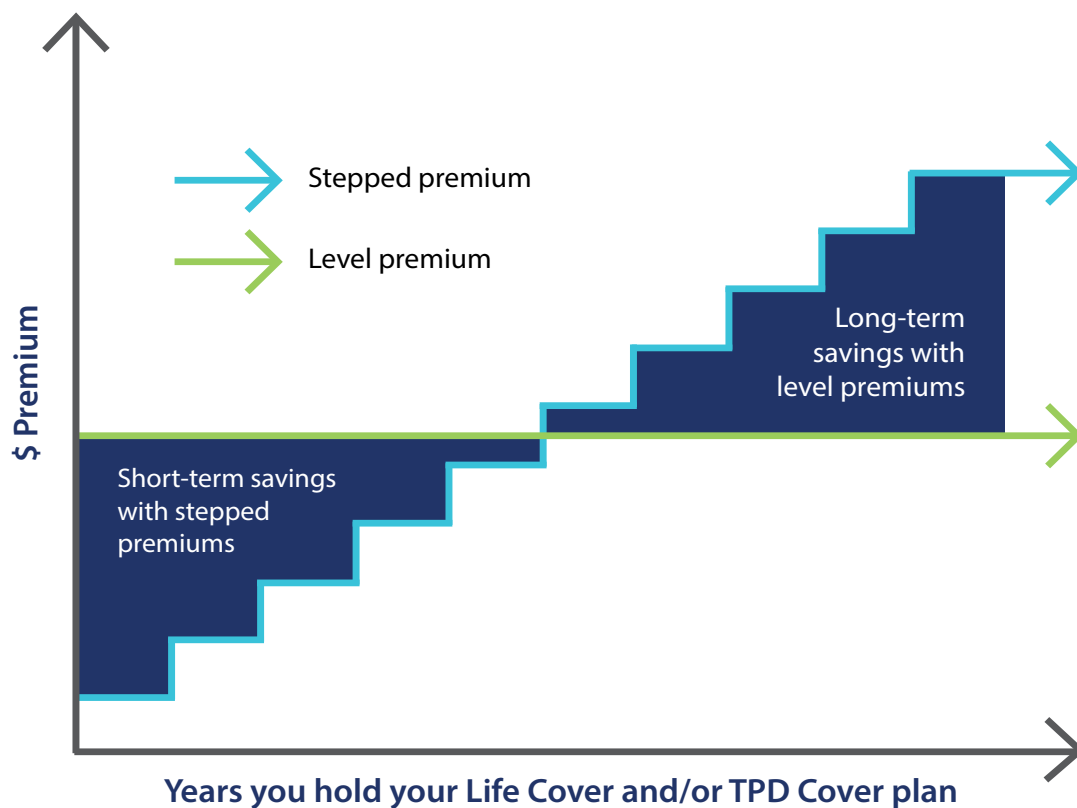 Stepped premium
Level premium
$ Premium
Long-term
savings with
level premiums
Short-term savings
with stepped
premiums
Years you hold your Life Cover and/or TPD Cover plan